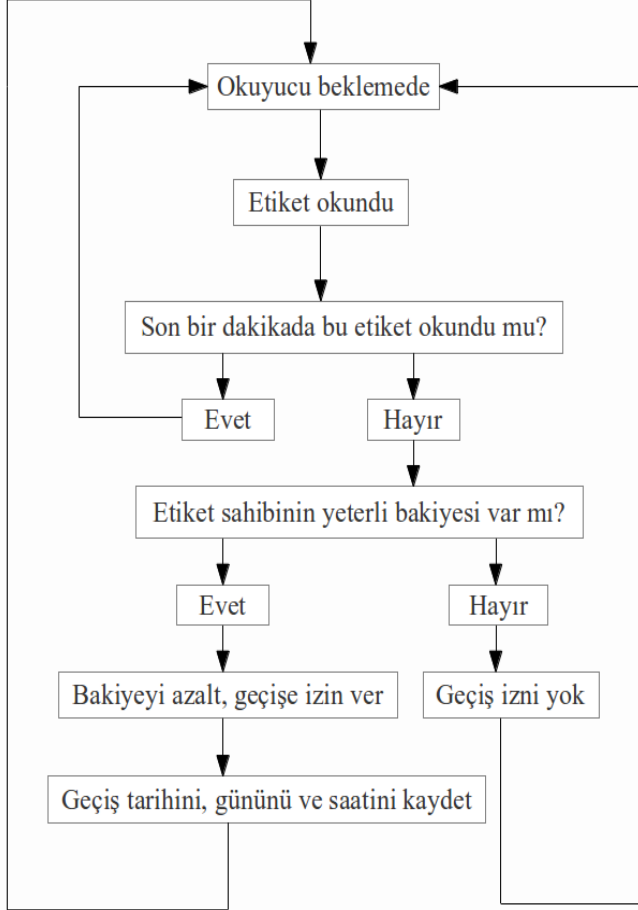 Okuyucu beklemede
Etiket okundu
Son bir dakikada bu etiket okundu mu?
Evet
Hayır
Etiket sahibinin yeterli bakiyesi var mı?
Evet
Hayır
Bakiyeyi azalt, geçişe izin ver
Geçiş izni yok
Geçiş tarihini, gününü ve saatini kaydet